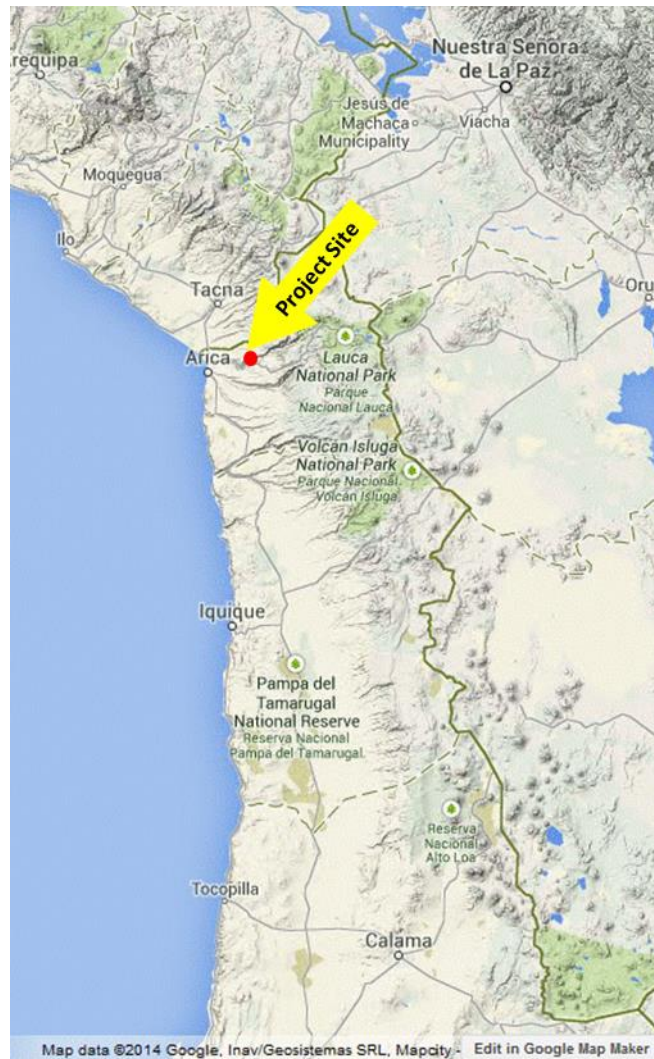 requipa
Nuestra Senora
de La Paz
Jesús de
Machaca
Municipality
Viacha
Moquegua
Ilo
Project Site
Tacna
Oru
Arica
Lauca
National Park
Parque
Nacional Lauca
Volcán Isluga
National Park
Parque Nacional
Volcán Isluga
Iquique
Pampa del
Tamarugal
National Reserve
Reserva Nacional
Pampa del Tamarugal
Reserva
Nacional
Alto Loa
Tocopilla
Calama
Map data ©2014 Google, Inav/Geosistemas SRL, Mapcity - Edit in Google Map Maker